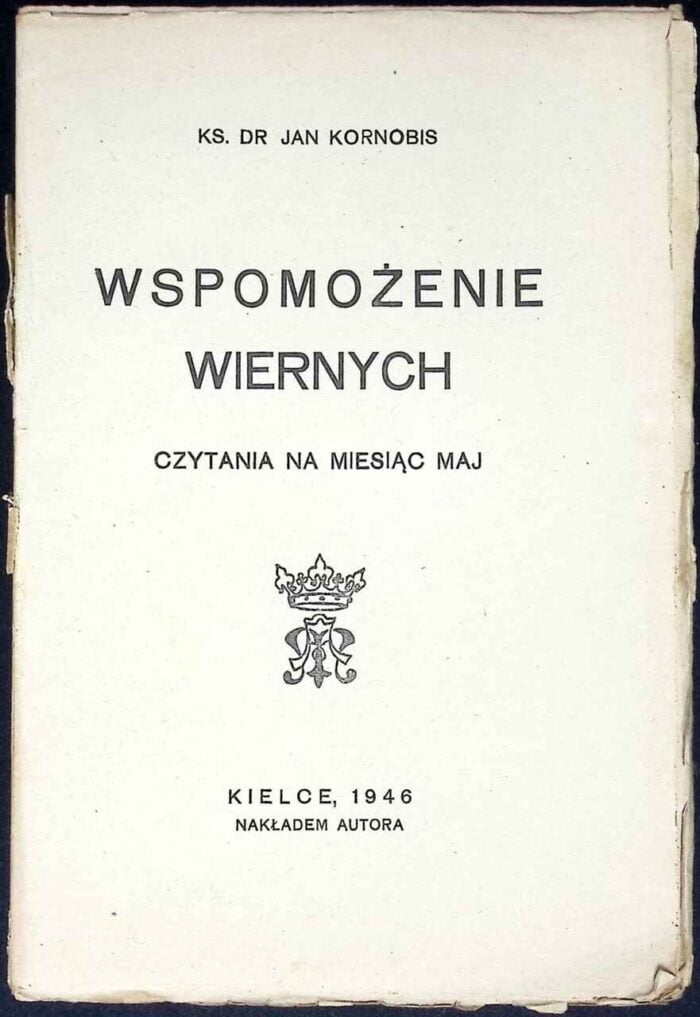 KS. DR JAN KORNOBIS
WSPOMOŻENIE
WIERNYCH
CZYTANIA NA MIESIĄC MAJ
KIELCE, 1946
NAKŁADEM AUTORA